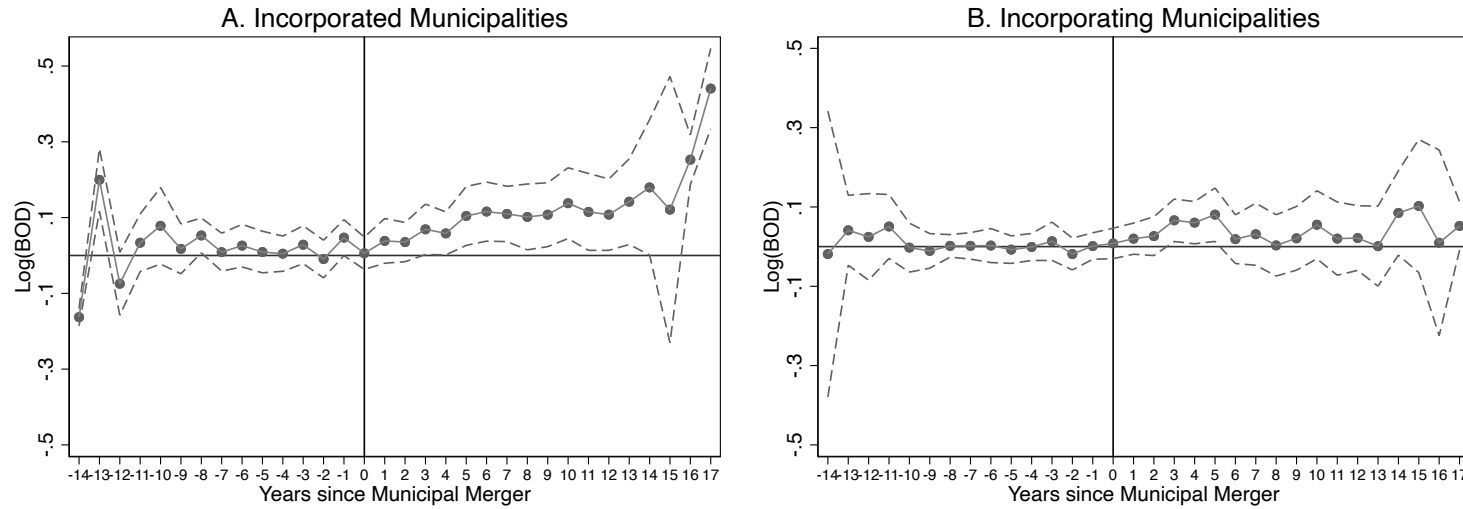 A. Incorporated Municipalities
Log(BOD)
.5
.3
.1
-.1
-.3
-.5
-14 -13 -12 -11 -10 -9 -8 -7 -6 -5 -4 -3 -2 -1 0 1 2 3 4 5 6 7 8 9 10 11 12 13 14 15 16 17
Years since Municipal Merger
B. Incorporating Municipalities
Log(BOD)
.5
.3
.1
-.1
-.3
-.5
-14 -13 -12 -11 -10 -9 -8 -7 -6 -5 -4 -3 -2 -1 0 1 2 3 4 5 6 7 8 9 10 11 12 13 14 15 16 17
Years since Municipal Merger